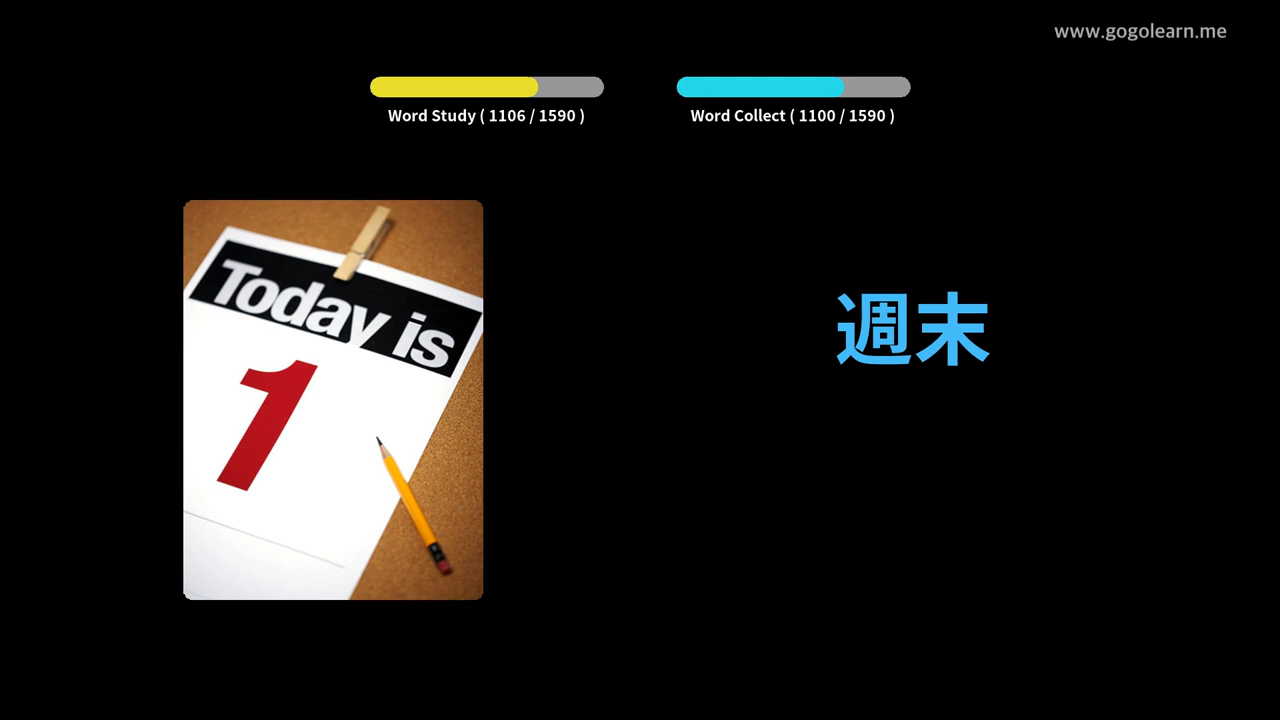 www.gogolearn.me
Word Study ( 1106 / 1590 )
Word Collect ( 1100 / 1590 )
Today is
1
週末